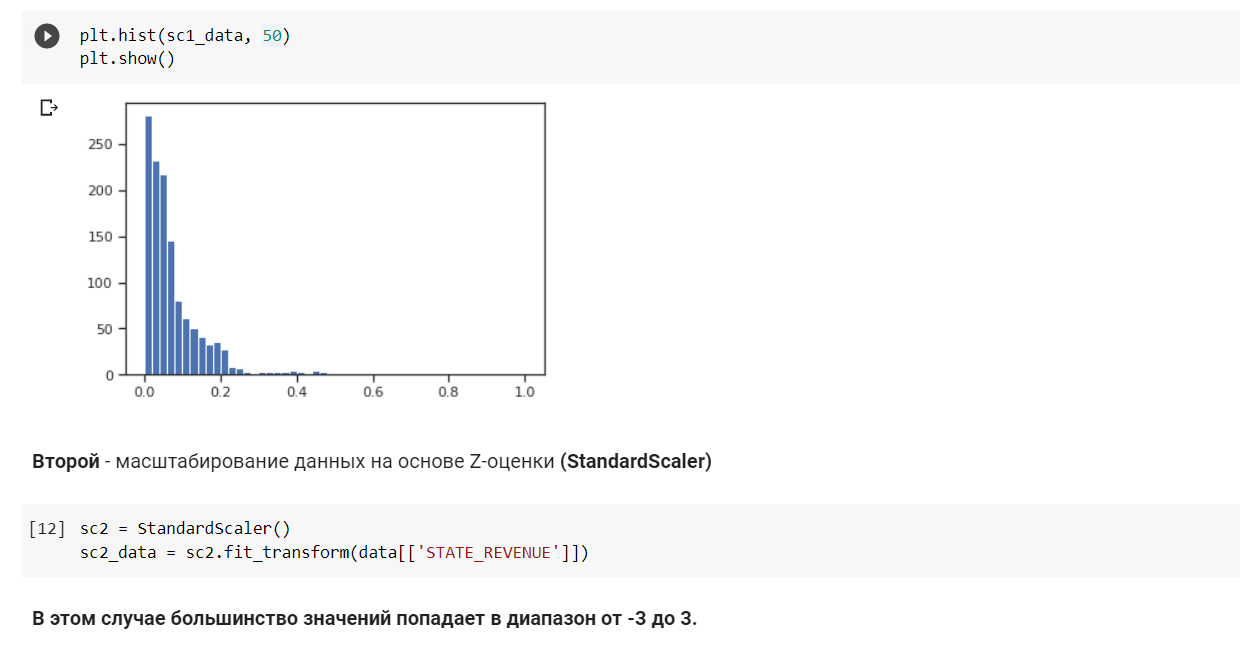 plt.hist(sc1_data, 50)
plt.show()
250
200
150
100
50
0
0.0 0.2 0.4 0.6 0.8 1.0
Второй - масштабирование данных на основе Z-оценки (StandardScaler)
[12] sc2 = StandardScaler()
sc2_data = sc2.fit_transform(data[['STATE_REVENUE']])
В этом случае большинство значений попадает в диапазон от -3 до 3.